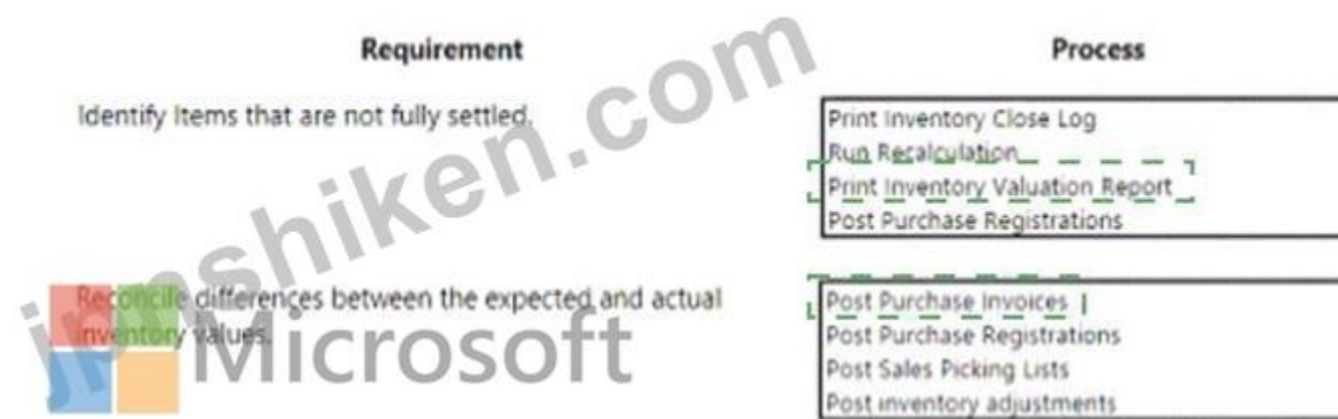 Requirement
Process
Identify Items that are not fully settled.
Print Inventory Close Log
Run Recalculation
Print Inventory Valuation Report
Post Purchase Registrations
Reconcile differences between the expected and actual
inventory values.
Post Purchase Invoices
Post Purchase Registrations
Post Sales Picking Lists
Post inventory adjustments
Microsoft
jpnshiken.com